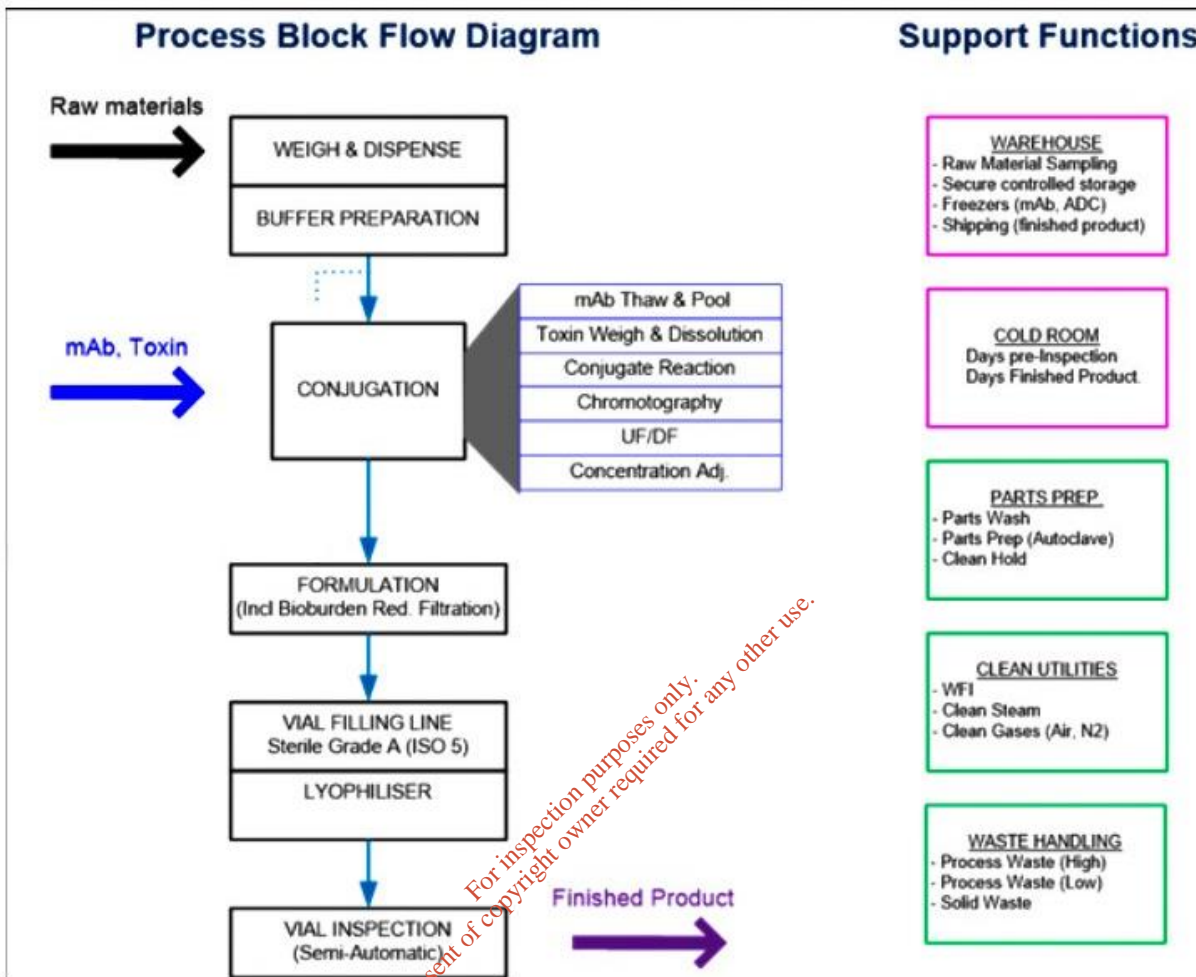 Process Block Flow Diagram
Support Functions
Raw materials
WEIGH & DISPENSE
BUFFER PREPARATION
mAb, Toxin
CONJUGATION
mAb Thaw & Pool
Toxin Weigh & Dissolution
Conjugate Reaction
Chromotography
UF/DF
Concentration Adj.
FORMULATION
(Incl Bioburden Red. Filtration)
VIAL FILLING LINE
Sterile Grade A (ISO 5)
LYOPHILISER
VIAL INSPECTION
(Semi-Automatic)
Finished Product
WAREHOUSE
- Raw Material Sampling
- Secure controlled storage
- Freezers (mAb, ADC)
- Shipping (finished product)
COLD ROOM
Days pre-Inspection
Days Finished Product.
PARTS PREP
- Parts Wash
- Parts Prep (Autoclave)
- Clean Hold
CLEAN UTILITIES
- WFI
- Clean Steam
- Clean Gases (Air, N2)
WASTE HANDLING
- Process Waste (High)
- Process Waste (Low)
- Solid Waste
For inspection purposes only.
of copyright owner required for any other use.